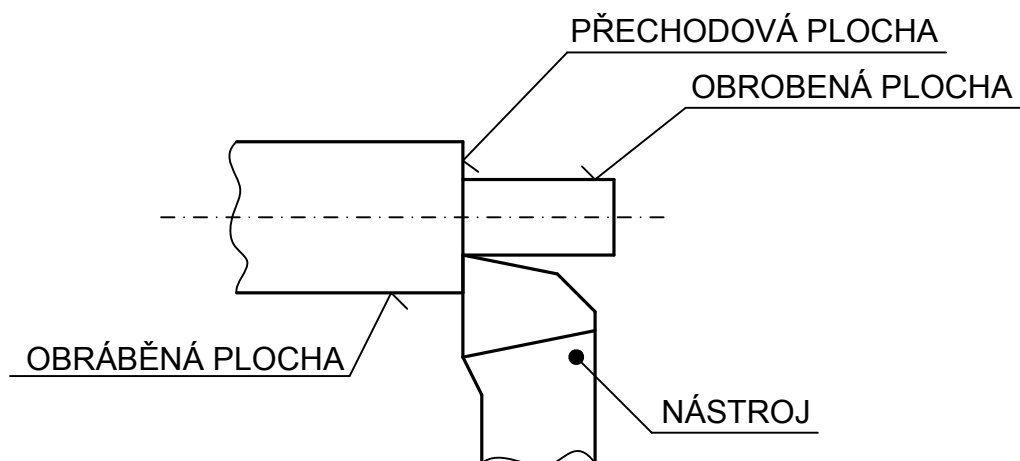 PŘECHODOVÁ PLOCHA
OBROBENÁ PLOCHA
OBRÁBĚNÁ PLOCHA
NÁSTROJ